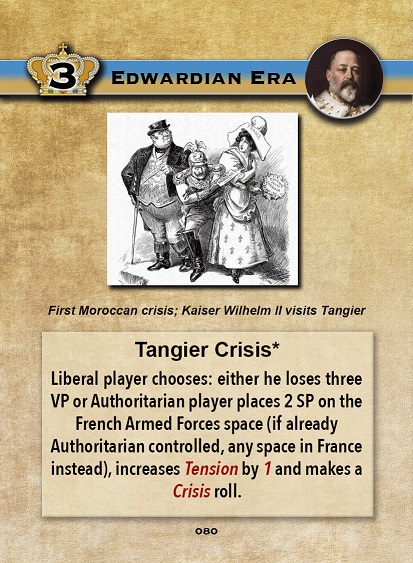 3 EDWARDIAN ERA
First Moroccan crisis; Kaiser Wilhelm II visits Tangier
Tangier Crisis*
Liberal player chooses: either he loses three
VP or Authoritarian player places 2 SP on the
French Armed Forces space (if already
Authoritarian controlled, any space in France
instead), increases Tension by 1 and makes a
Crisis roll.
080